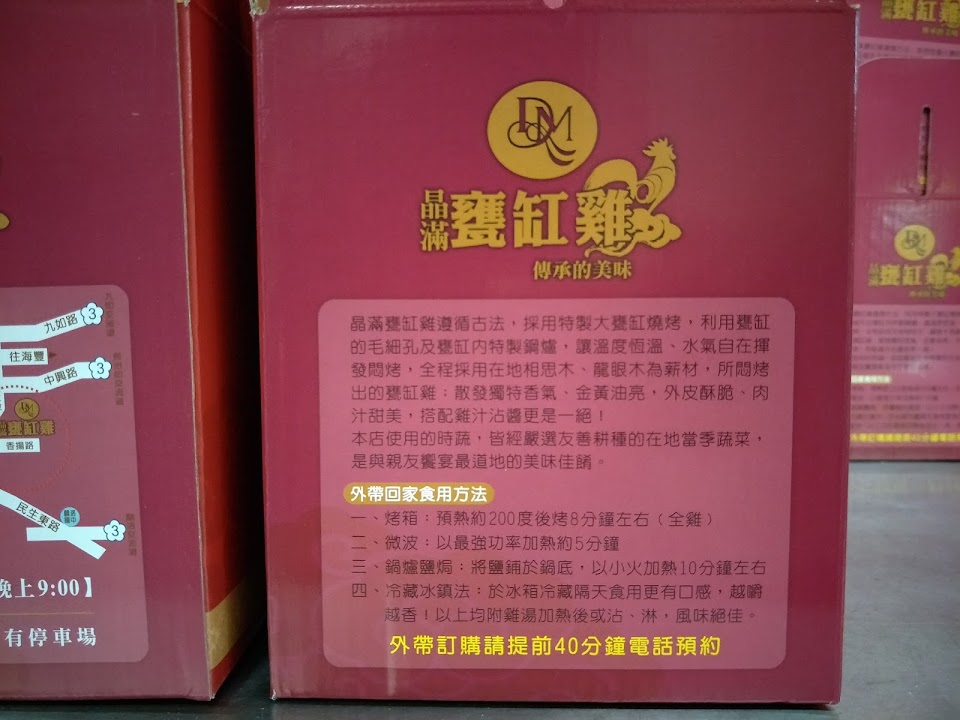 DM
晶滿甕缸雞
傳承的美味
晶滿甕缸雞遵循古法，採用特製大甕缸燒烤，利用甕缸
的毛細孔及甕缸內特製鋼爐，讓溫度恆溫、水氣自在揮
發悶烤，全程採用在地相思木、龍眼木為薪材，所悶烤
出的甕缸雞：散發獨特香氣、金黃油亮，外皮酥脆、肉
汁甜美，搭配雞汁沾醬更是一絕！
本店使用的時蔬，皆經嚴選友善耕種的在地當季蔬菜，
是與親友饗宴最道地的美味佳餚。
外帶回家食用方法
一、烤箱：預熱約200度後烤8分鐘左右（全雞）
二、微波：以最強功率加熱約5分鐘
三、鍋爐鹽焗：將鹽鋪於鍋底，以小火加熱10分鐘左右
四、冷藏冰鎮法：於冰箱冷藏隔天食用更有口感，越嚼
越香！以上均附雞湯加熱後或沾、淋，風味絕佳。
外帶訂購請提前40分鐘電話預約
九如路
3
往海豐
中興路
3
香揚路
民生東路
3
晚上9:00】
有停車場
DM
晶滿甕缸雞
傳承的美味